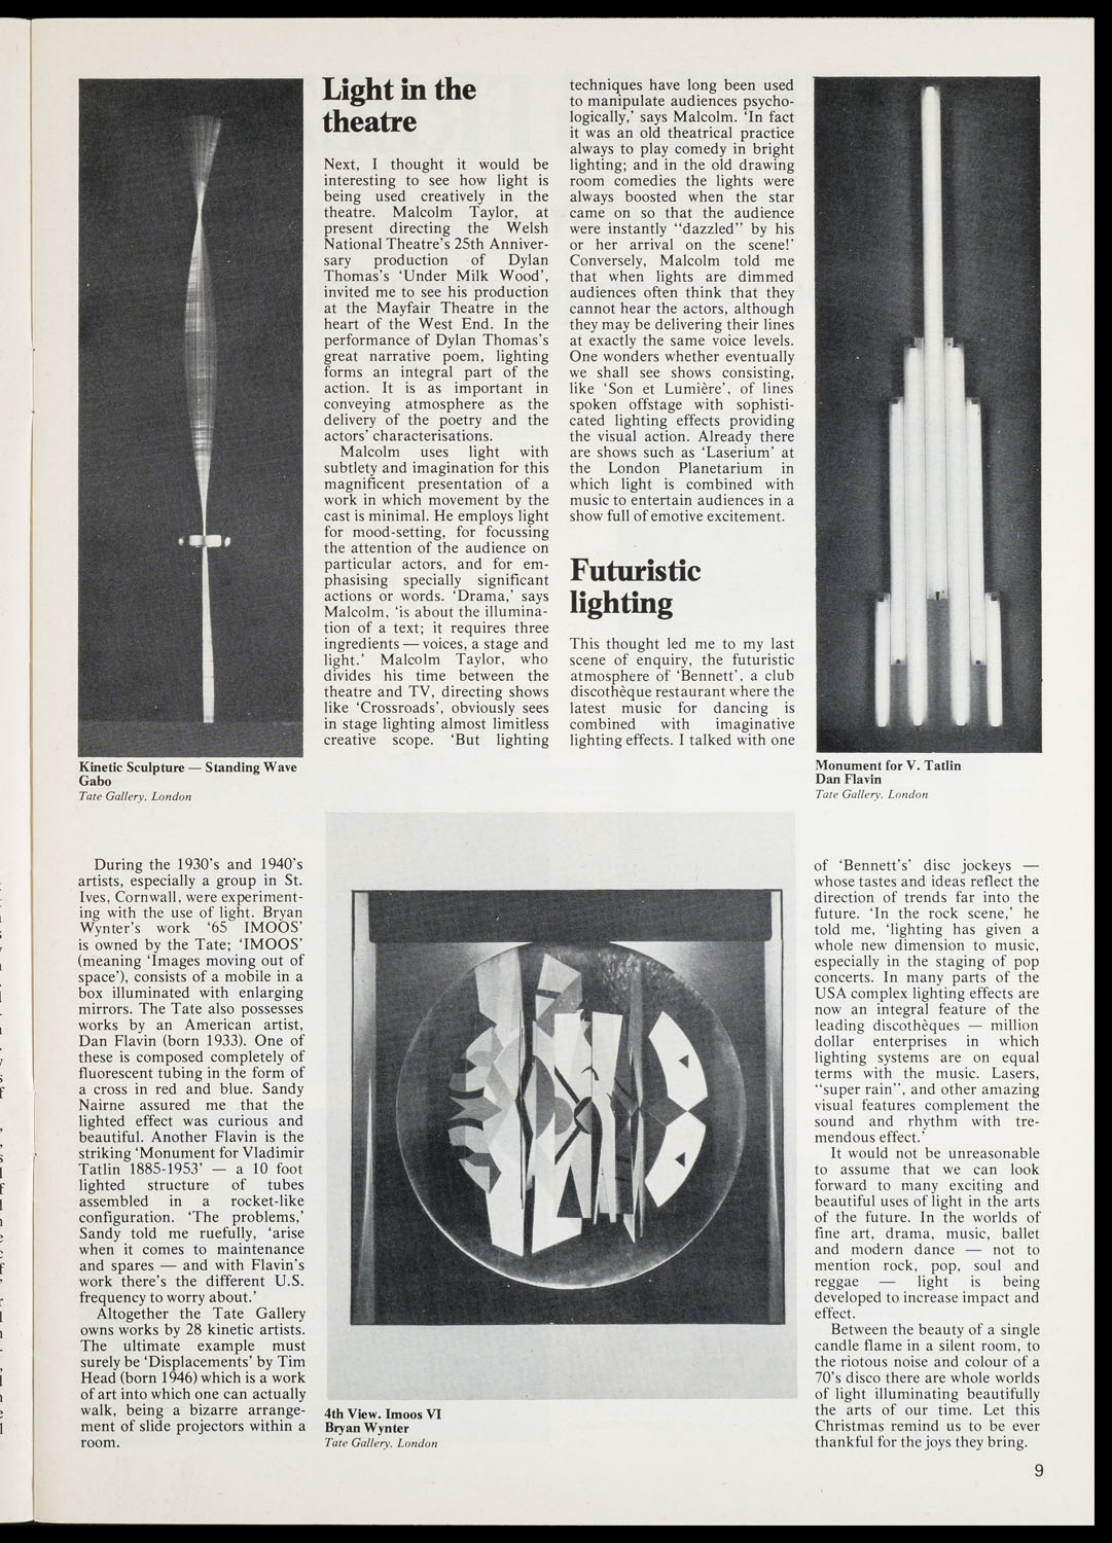 Kinetic Sculpture — Standing Wave
Gabo
Tate Gallery, London
During the 1930's and 1940's
artists, especially a group in St.
Ives, Cornwall, were experiment-
ing with the use of light. Bryan
Wynter's work '65 IMOOS'
is owned by the Tate; 'IMOOS'
(meaning 'Images moving out of
space'), consists of a mobile in a
box illuminated with enlarging
mirrors. The Tate also possesses
works by an American artist,
Dan Flavin (born 1933). One of
these is composed completely of
fluorescent tubing in the form of
a cross in red and blue. Sandy
Nairne assured me that the
lighted effect was curious and
beautiful. Another Flavin is the
striking 'Monument for Vladimir
Tatlin 1885-1953' — a 10 foot
lighted structure of tubes
assembled in a rocket-like
configuration. 'The problems,'
Sandy told me ruefully, 'arise
when it comes to maintenance
and spares — and with Flavin's
work there's the different U.S.
frequency to worry about.'
Altogether the Tate Gallery
owns works by 28 kinetic artists.
The ultimate example must
surely be 'Displacements' by Tim
Head (born 1946) which is a work
of art into which one can actually
walk, being a bizarre arrange-
ment of slide projectors within a
room.
Light in the
theatre
Next, I thought it would be
interesting to see how light is
being used creatively in the
theatre. Malcolm Taylor, at
present directing the Welsh
National Theatre's 25th Anniver-
sary production of Dylan
Thomas's 'Under Milk Wood',
invited me to see his production
at the Mayfair Theatre in the
heart of the West End. In the
performance of Dylan Thomas's
great narrative poem, lighting
forms an integral part of the
action. It is as important in
conveying atmosphere as the
delivery of the poetry and the
actors' characterisations.
Malcolm uses light with
subtlety and imagination for this
magnificent presentation of a
work in which movement by the
cast is minimal. He employs light
for mood-setting, for focussing
the attention of the audience on
particular actors, and for em-
phasising specially significant
actions or words. 'Drama,' says
Malcolm, 'is about the illumina-
tion of a text; it requires three
ingredients — voices, a stage and
light.' Malcolm Taylor, who
divides his time between the
theatre and TV, directing shows
like 'Crossroads', obviously sees
in stage lighting almost limitless
creative scope. 'But lighting
techniques have long been used
to manipulate audiences psycho-
logically,' says Malcolm. 'In fact
it was an old theatrical practice
always to play comedy in bright
lighting; and in the old drawing
room comedies the lights were
always boosted when the star
came on so that the audience
were instantly "dazzled" by his
or her arrival on the scene!'
Conversely, Malcolm told me
that when lights are dimmed
audiences often think that they
cannot hear the actors, although
they may be delivering their lines
at exactly the same voice levels.
One wonders whether eventually
we shall see shows consisting,
like 'Son et Lumière', of lines
spoken offstage with sophisti-
cated lighting effects providing
the visual action. Already there
are shows such as 'Laserium' at
the London Planetarium in
which light is combined with
music to entertain audiences in a
show full of emotive excitement.
Futuristic
lighting
This thought led me to my last
scene of enquiry, the futuristic
atmosphere of 'Bennett', a club
discothèque restaurant where the
latest music for dancing is
combined with imaginative
lighting effects. I talked with one
4th View. Imoos VI
Bryan Wynter
Tate Gallery, London
Monument for V. Tatlin
Dan Flavin
Tate Gallery, London
of 'Bennett's' disc jockeys —
whose tastes and ideas reflect the
direction of trends far into the
future. 'In the rock scene,' he
told me, 'lighting has given a
whole new dimension to music,
especially in the staging of pop
concerts. In many parts of the
USA complex lighting effects are
now an integral feature of the
leading discothèques — million
dollar enterprises in which
lighting systems are on equal
terms with the music. Lasers,
"super rain", and other amazing
visual features complement the
sound and rhythm with tre-
mendous effect.'
It would not be unreasonable
to assume that we can look
forward to many exciting and
beautiful uses of light in the arts
of the future. In the worlds of
fine art, drama, music, ballet
and modern dance — not to
mention rock, pop, soul and
reggae — light is being
developed to increase impact and
effect.
Between the beauty of a single
candle flame in a silent room, to
the riotous noise and colour of a
70's disco there are whole worlds
of light illuminating beautifully
the arts of our time. Let this
Christmas remind us to be ever
thankful for the joys they bring.
9